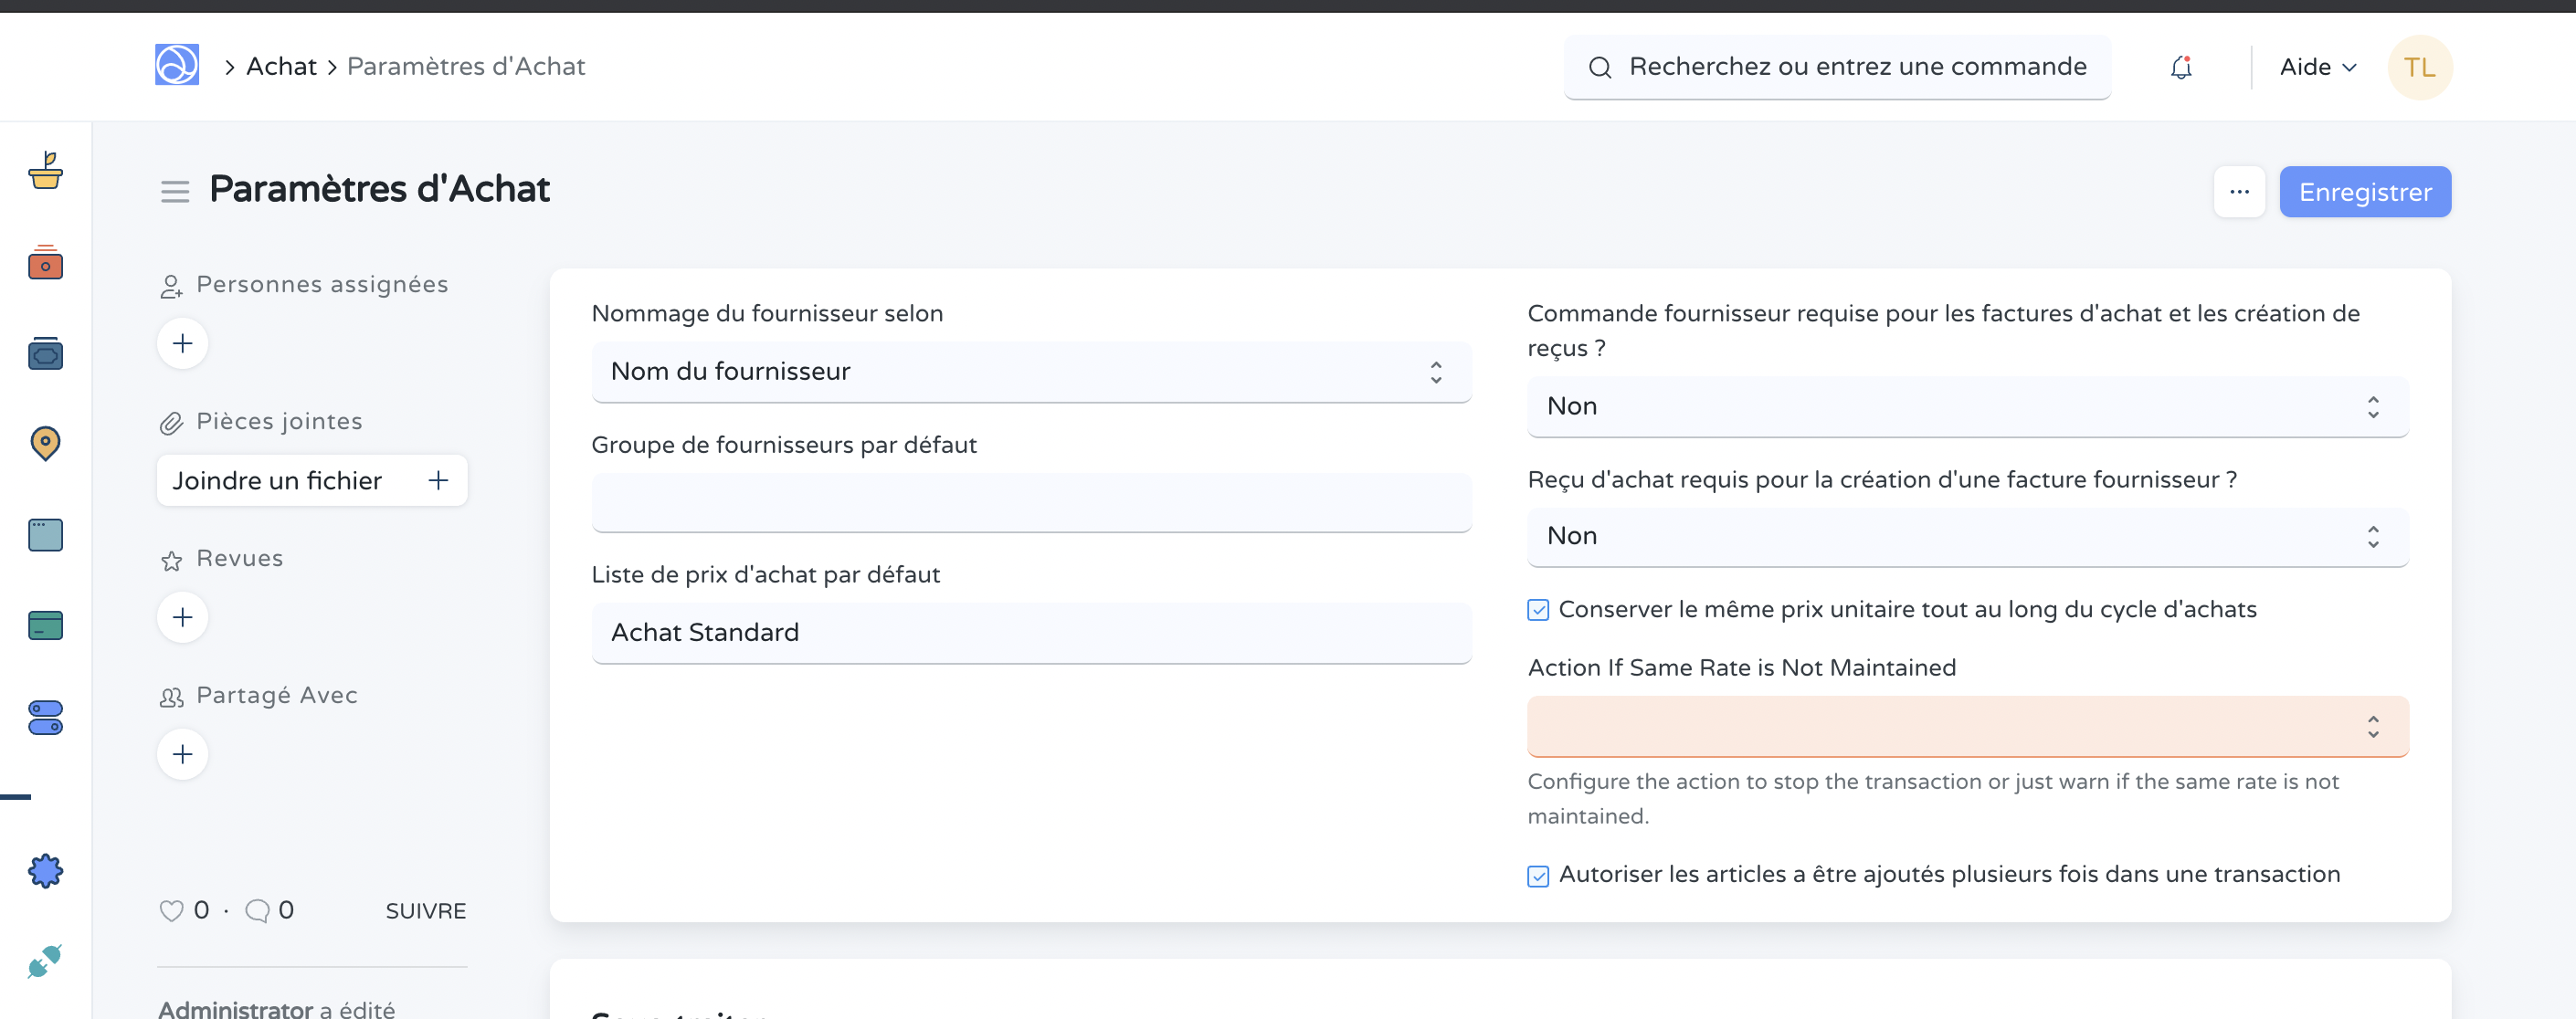 Achat
Paramètres d'Achat
Recherchez ou entrez une commande
Aide
TL
Paramètres d'Achat
Enregistrer
Personnes assignées
Pièces jointes
Joindre un fichier
Revues
Partagé Avec
0 · 0
SUIVRE
Administrator a édité
Nommage du fournisseur selon
Nom du fournisseur
Groupe de fournisseurs par défaut
Liste de prix d'achat par défaut
Achat Standard
Commande fournisseur requise pour les factures d'achat et les création de
reçus ?
Non
Reçu d'achat requis pour la création d'une facture fournisseur ?
Non
Conserver le même prix unitaire tout au long du cycle d'achats
Action If Same Rate is Not Maintained
Configure the action to stop the transaction or just warn if the same rate is not
maintained.
Autoriser les articles a être ajoutés plusieurs fois dans une transaction